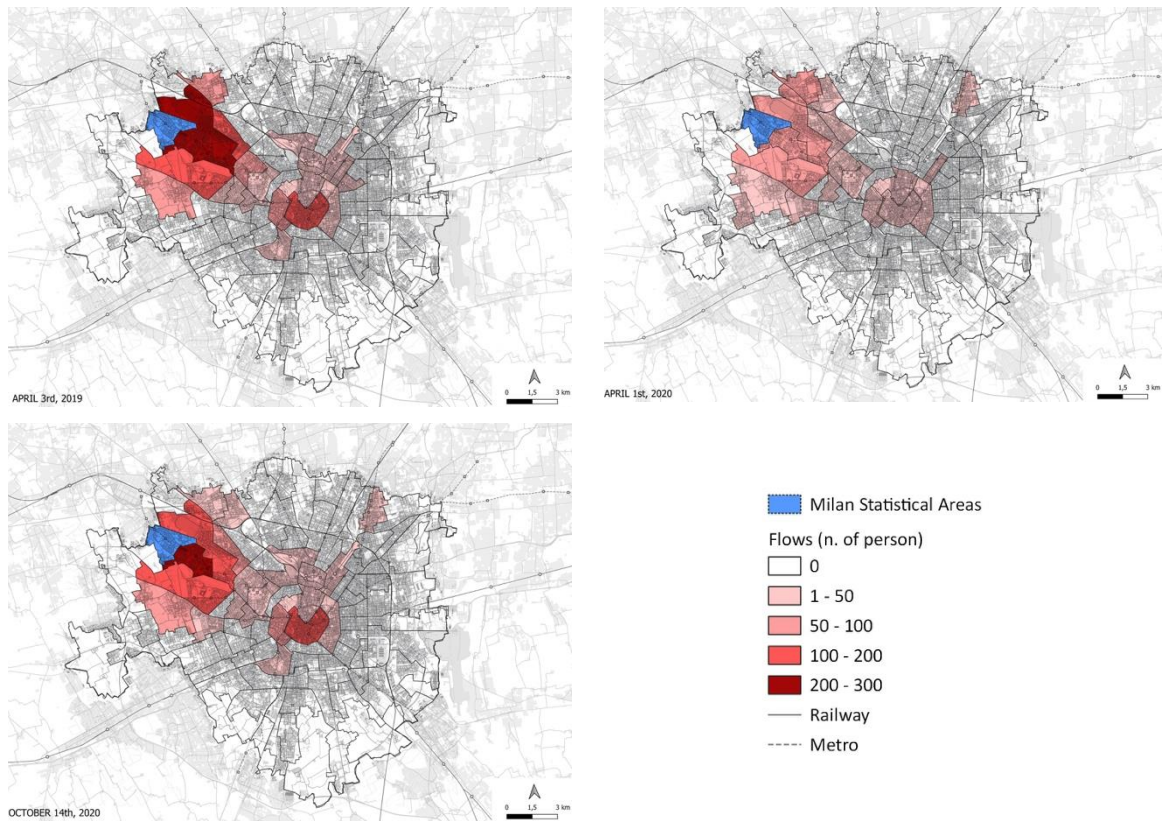 APRIL 3rd, 2019
0 1,5 3 km
APRIL 1st, 2020
0 1,5 3 km
OCTOBER 14th, 2020
0 1,5 3 km
Milan Statistical Areas
Flows (n. of person)
0
1 - 50
50 - 100
100 - 200
200 - 300
Railway
Metro